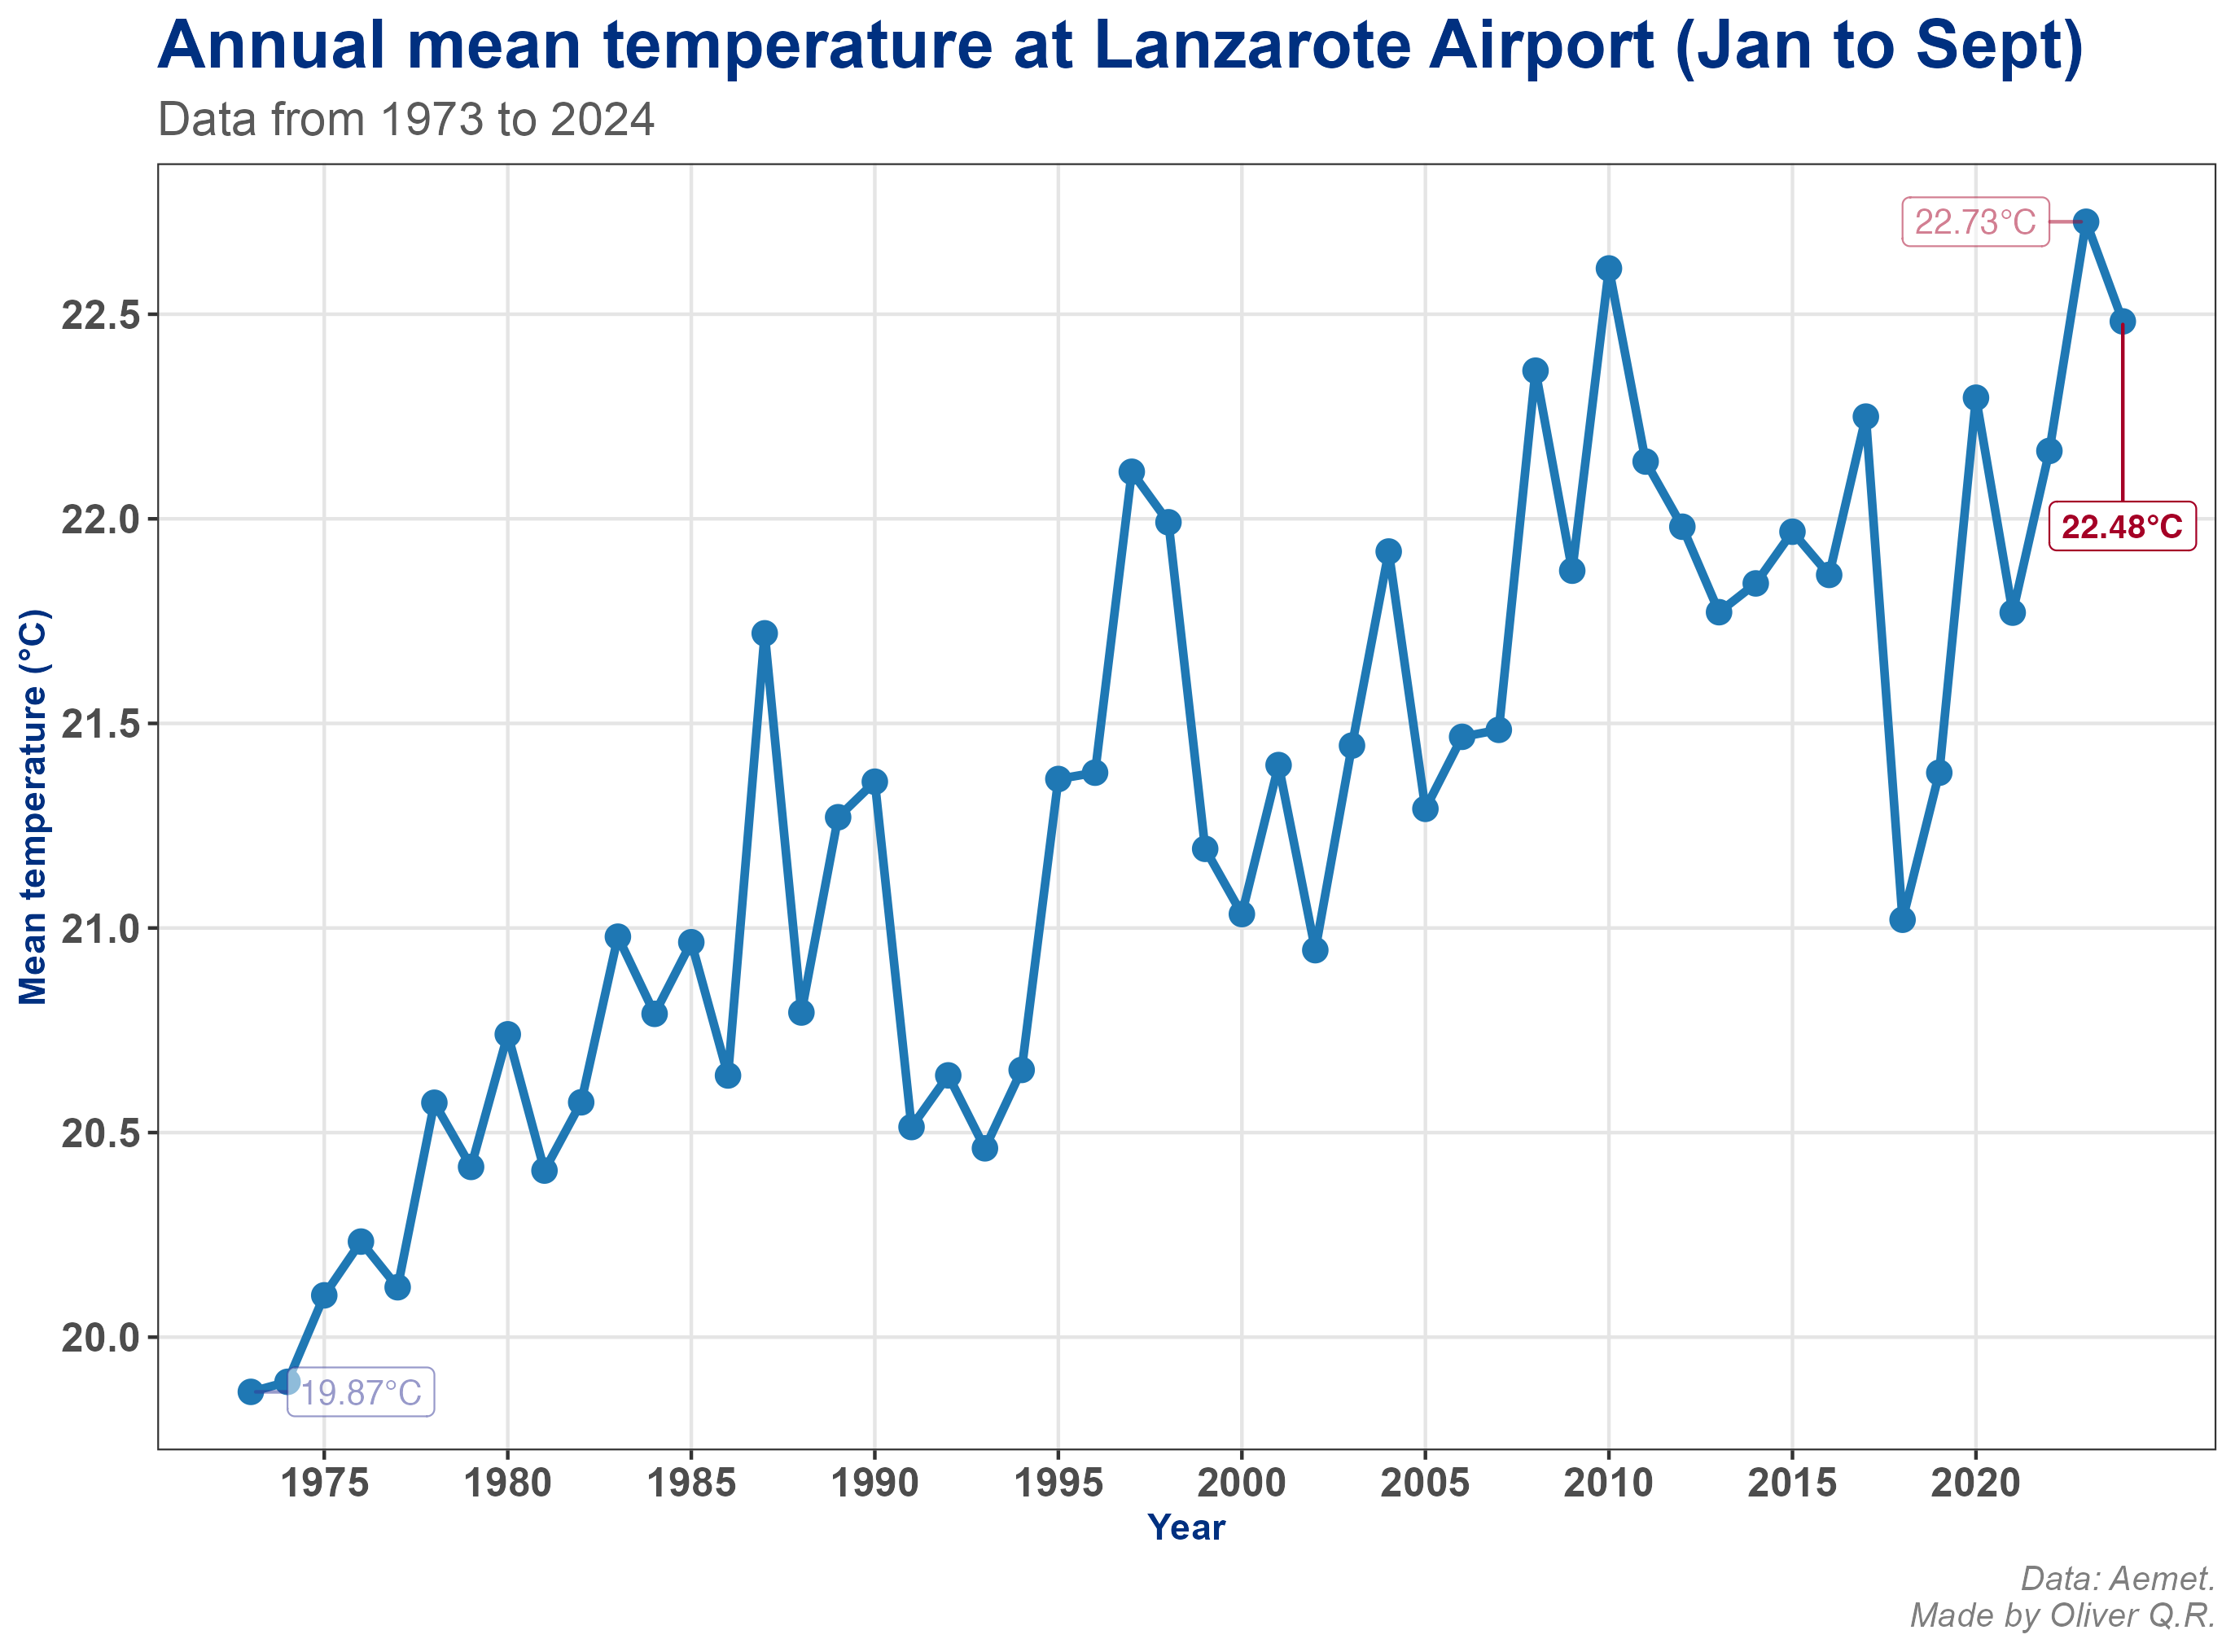 Annual mean temperature at Lanzarote Airport (Jan to Sept)
Data from 1973 to 2024
22.73°C
22.5
22.0
22.48°C
21.5
Mean temperature (°C)
21.0
20.5
20.0
19.87°C
1975 1980 1985 1990 1995 2000 2005 2010 2015 2020
Year
Data: Aemet.
Made by Oliver Q.R.